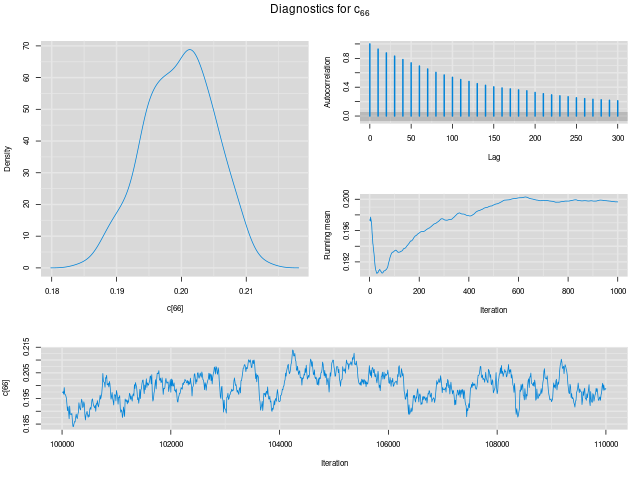 Diagnostics for c66
Density
0 10 20 30 40 50 60 70
0.18 0.19 0.20 0.21
c[66]
Autocorrelation
0.0 0.4 0.8
0 50 100 150 200 250 300
Lag
Running mean
0.192 0.196 0.200
0 200 400 600 800 1000
Iteration
c[66]
0.185 0.195 0.205 0.215
100000 102000 104000 106000 108000 110000
Iteration